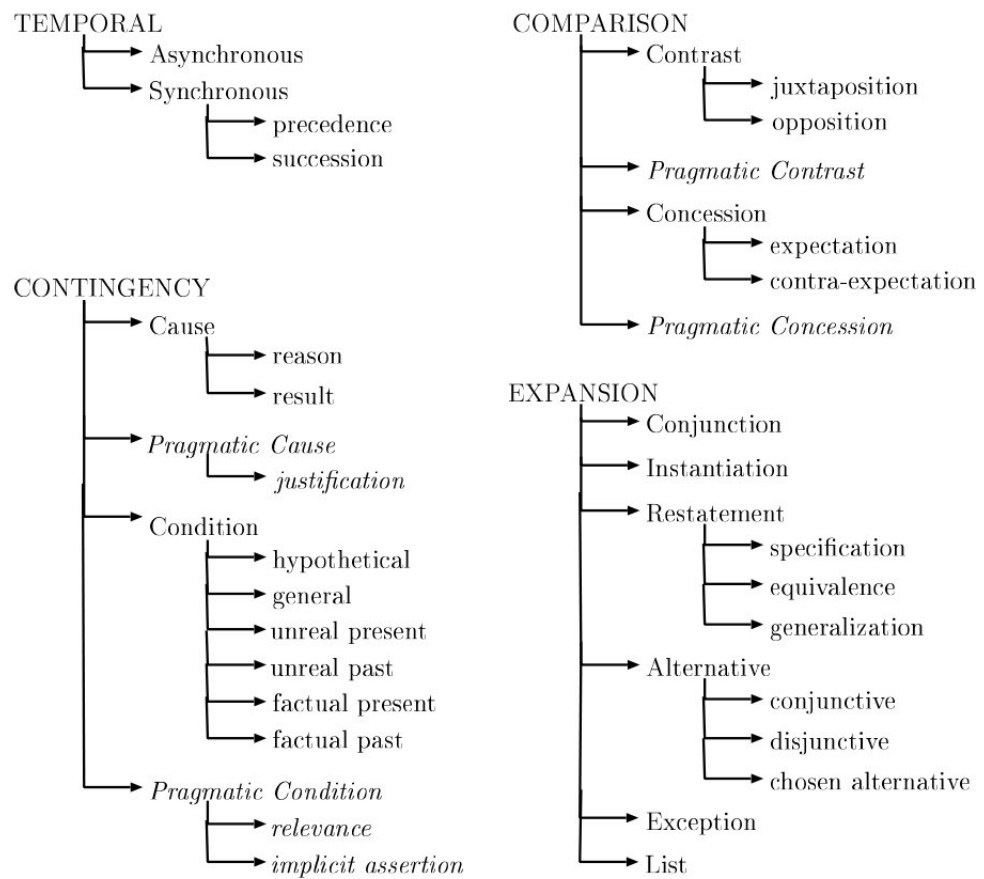 TEMPORAL
Asynchronous
Synchronous
precedence
succession
CONTINGENCY
Cause
reason
result
Pragmatic Cause
justification
Condition
hypothetical
general
unreal present
unreal past
factual present
factual past
Pragmatic Condition
relevance
implicit assertion
COMPARISON
Contrast
juxtaposition
opposition
Pragmatic Contrast
Concession
expectation
contra-expectation
Pragmatic Concession
EXPANSION
Conjunction
Instantiation
Restatement
specification
equivalence
generalization
Alternative
conjunctive
disjunctive
chosen alternative
Exception
List